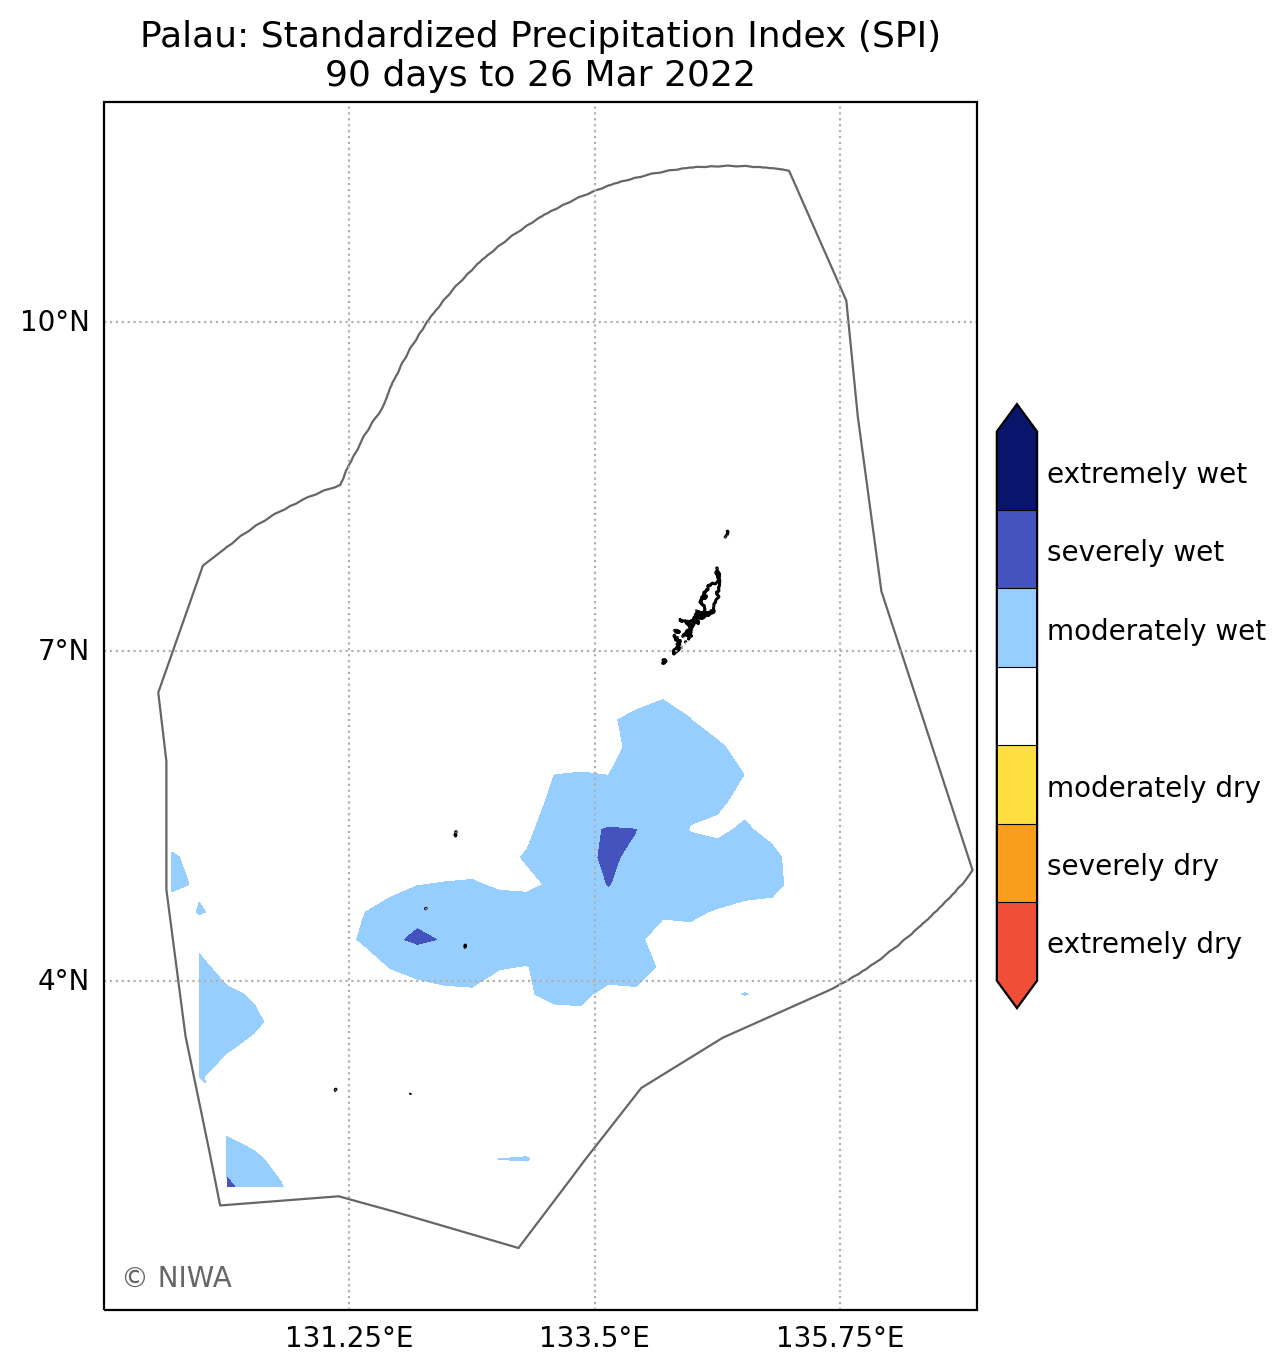 Palau: Standardized Precipitation Index (SPI)
90 days to 26 Mar 2022
10°N
7°N
4°N
131.25°E
133.5°E
135.75°E
extremely wet
severely wet
moderately wet
moderately dry
severely dry
extremely dry
© NIWA